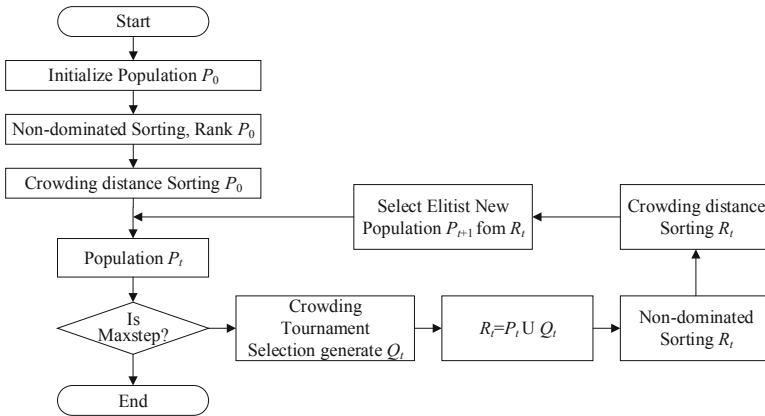 Start
Initialize Population P₀
Non-dominated Sorting, Rank P₀
Crowding distance Sorting P₀
Population Pₜ
Is
Maxstep?
End
Crowding
Tournament
Selection generate Qₜ
Rₜ=Pₜ U Qₜ
Non-dominated
Sorting Rₜ
Crowding distance
Sorting Rₜ
Select Elitist New
Population Pₜ₊₁ fom Rₜ